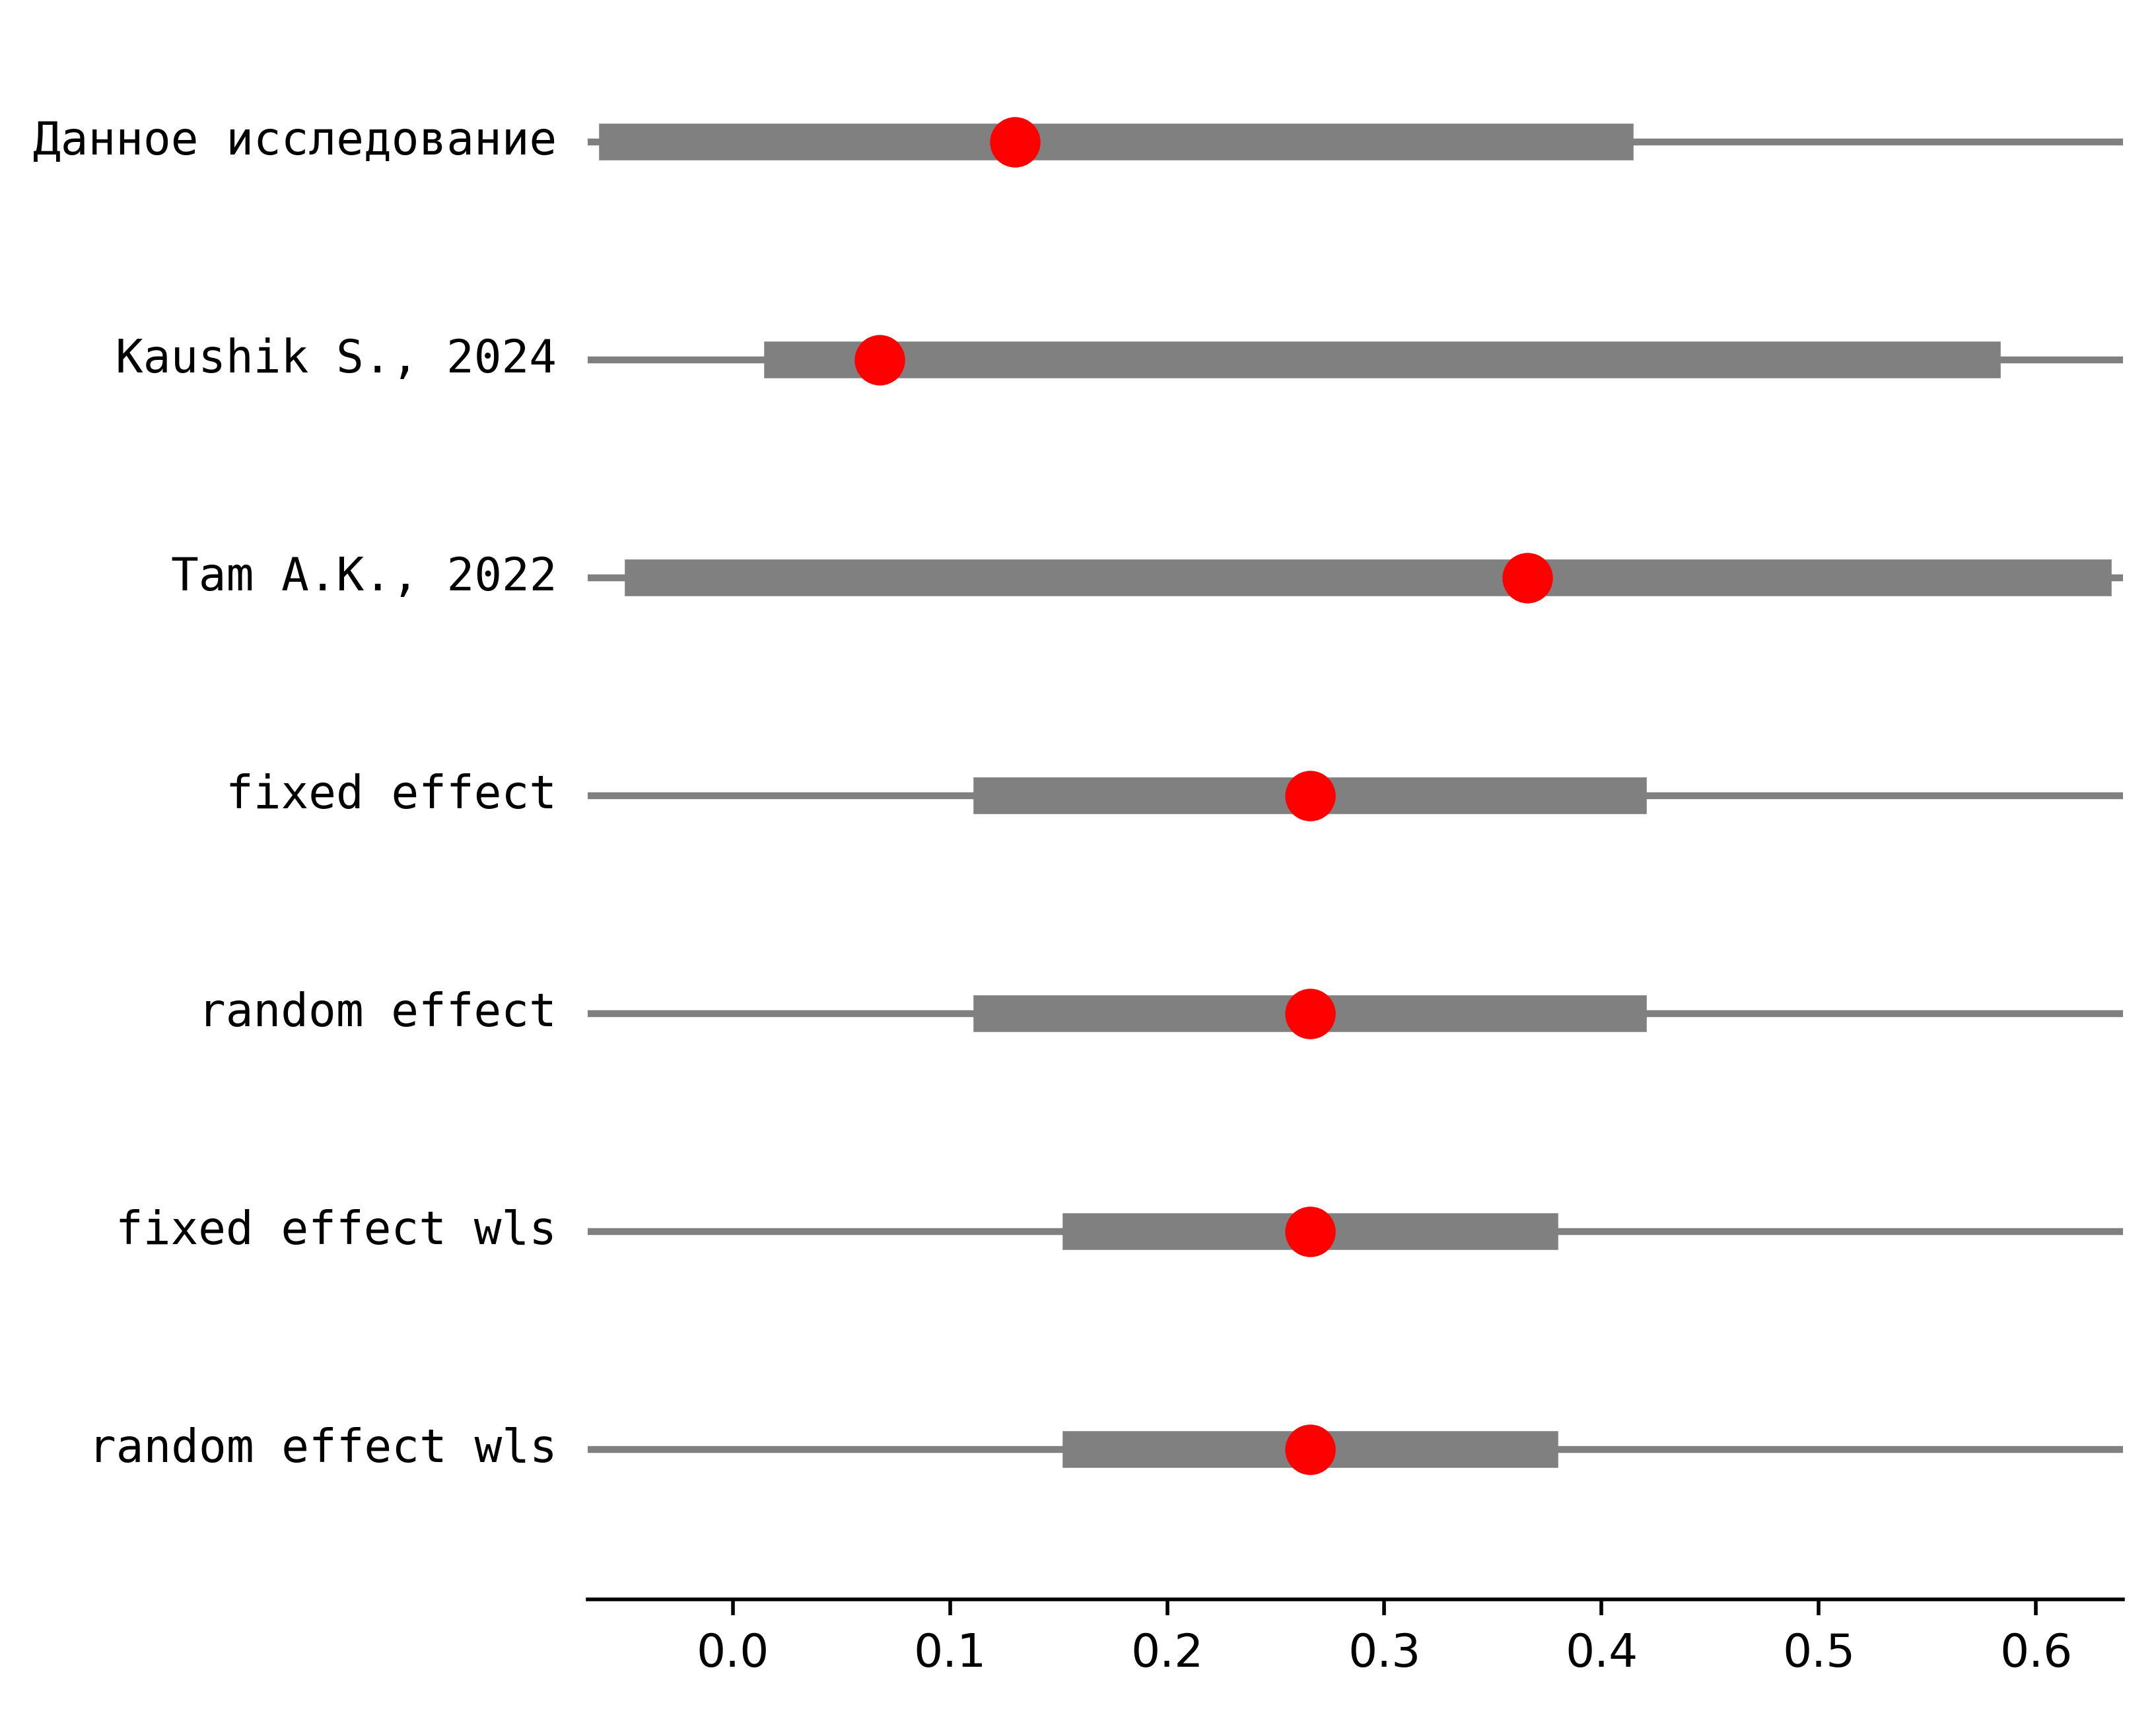 Данное исследование
Kaushik S., 2024
Tam A.K., 2022
fixed effect
random effect
fixed effect wls
random effect wls
0.0 0.1 0.2 0.3 0.4 0.5 0.6